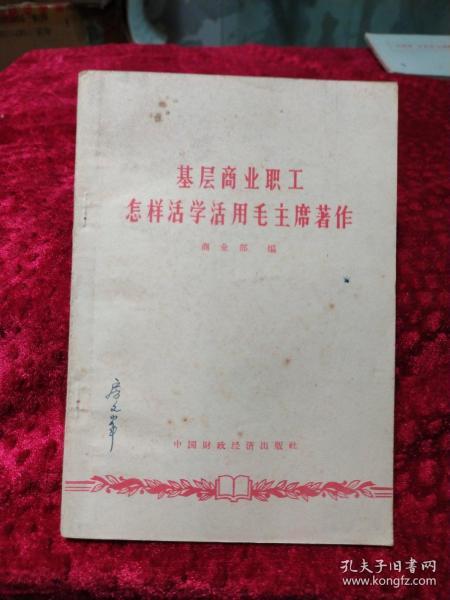 基层商业职工
怎样活学活用毛主席著作
商业部 编
中国财政经济出版社
孔夫子旧书网
www.kongfz.com